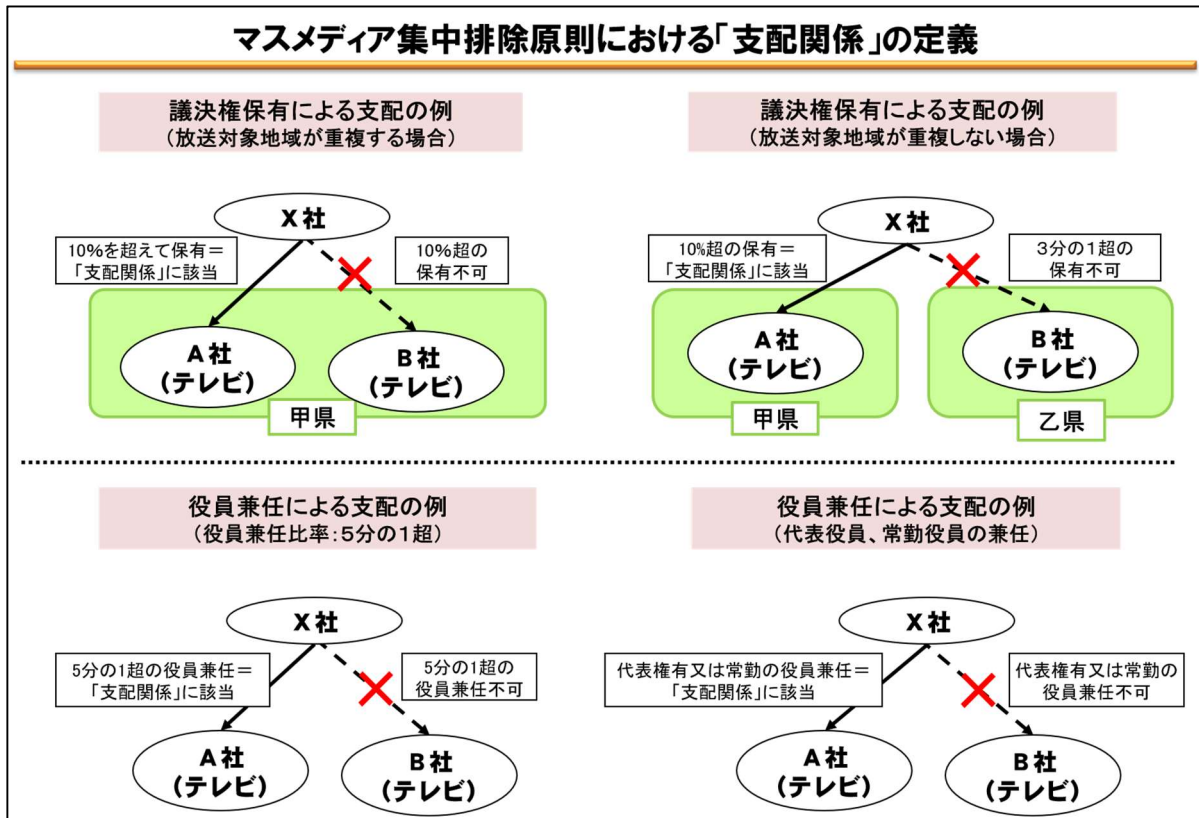 マスメディア集中排除原則における「支配関係」の定義
議決権保有による支配の例
(放送対象地域が重複する場合)
X社
10%を超えて保有=
「支配関係」に該当
10%超の
保有不可
A社
(テレビ)
B社
(テレビ)
甲県
議決権保有による支配の例
(放送対象地域が重複しない場合)
X社
10%超の保有=
「支配関係」に該当
3分の1超の
保有不可
A社
(テレビ)
B社
(テレビ)
甲県
乙県
役員兼任による支配の例
(役員兼任比率:5分の1超)
X社
5分の1超の役員兼任=
「支配関係」に該当
5分の1超の
役員兼任不可
A社
(テレビ)
B社
(テレビ)
役員兼任による支配の例
(代表役員、常勤役員の兼任)
X社
代表権有又は常勤の役員兼任=
「支配関係」に該当
代表権有又は常勤の
役員兼任不可
A社
(テレビ)
B社
(テレビ)